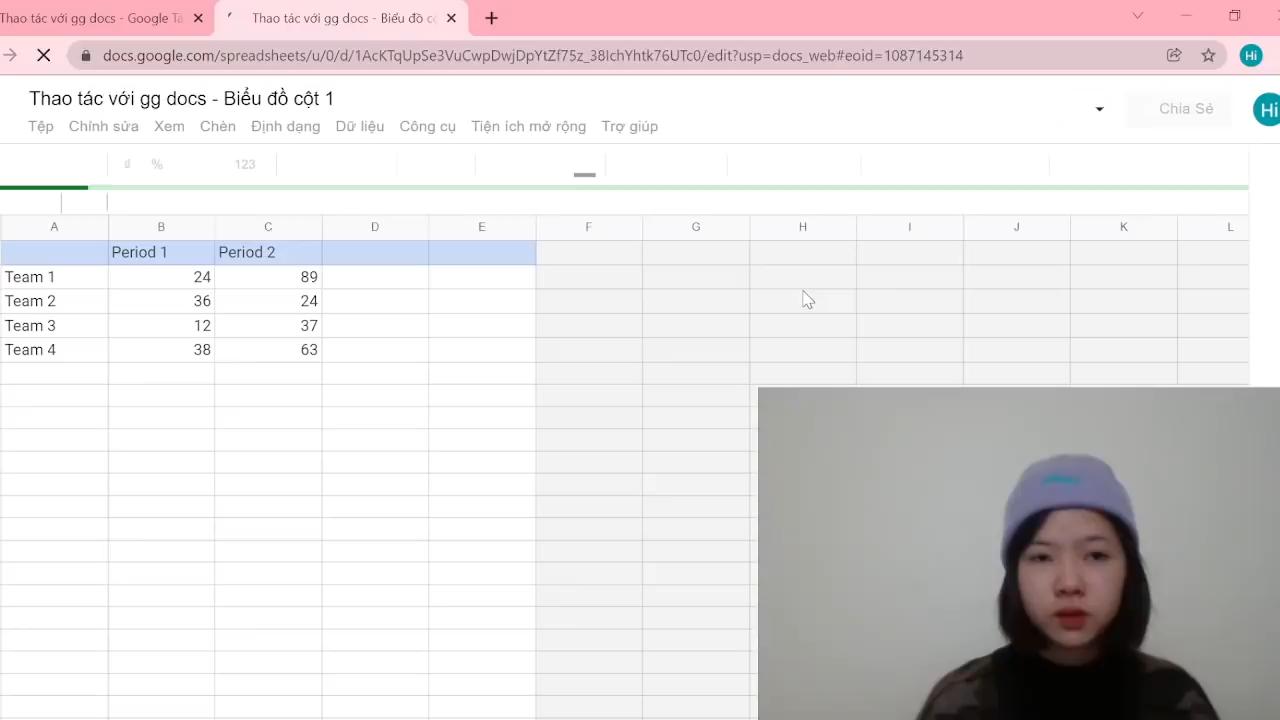 Thao tác với gg docs - Google Tà
Thao tác với gg docs - Biểu đồ cộ
docs.google.com/spreadsheets/u/0/d/1AcKTqUpSe3VuCwpDwjDpYtZf75z_38IchYhtk76UTc0/edit?usp=docs_web#eoid=1087145314
Hi
Thao tác với gg docs - Biểu đồ cột 1
Chia Sẻ
Hi
Tệp Chỉnh sửa Xem Chèn Định dạng Dữ liệu Công cụ Tiện ích mở rộng Trợ giúp
₫ % 123
A B C D E F G H I J K L
Period 1 Period 2
Team 1 24 89
Team 2 36 24
Team 3 12 37
Team 4 38 63